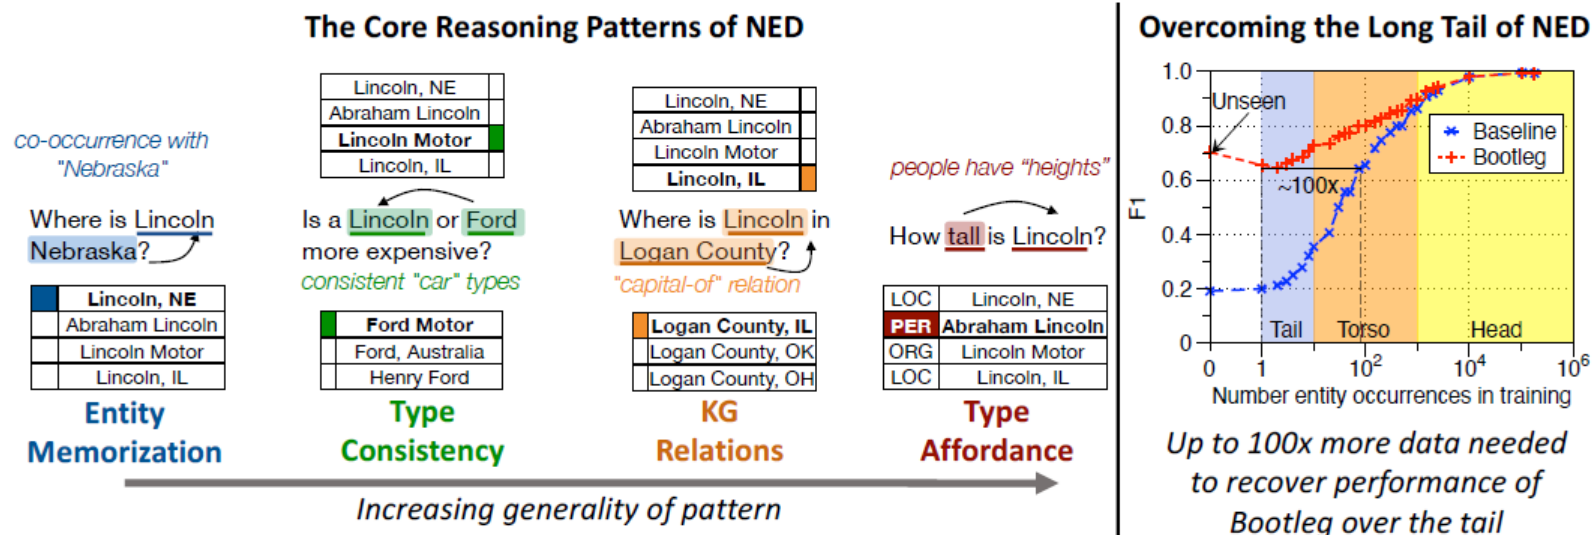 The Core Reasoning Patterns of NED
co-occurrence with
"Nebraska"
Where is Lincoln
Nebraska?
Lincoln, NE
Abraham Lincoln
Lincoln Motor
Lincoln, IL
Entity
Memorization
Lincoln, NE
Abraham Lincoln
Lincoln Motor
Lincoln, IL
Is a Lincoln or Ford
more expensive?
consistent "car" types
Ford Motor
Ford, Australia
Henry Ford
Type
Consistency
Lincoln, NE
Abraham Lincoln
Lincoln Motor
Lincoln, IL
Where is Lincoln in
Logan County?
"capital-of" relation
Logan County, IL
Logan County, OK
Logan County, OH
KG
Relations
people have "heights"
How tall is Lincoln?
LOC Lincoln, NE
PER Abraham Lincoln
ORG Lincoln Motor
LOC Lincoln, IL
Type
Affordance
Increasing generality of pattern
Overcoming the Long Tail of NED
F1
1.0
0.8
0.6
0.4
0.2
0
Unseen
Baseline
Bootleg
~100x
Tail
Torso
Head
0 1 10² 10⁴ 10⁶
Number entity occurrences in training
Up to 100x more data needed
to recover performance of
Bootleg over the tail